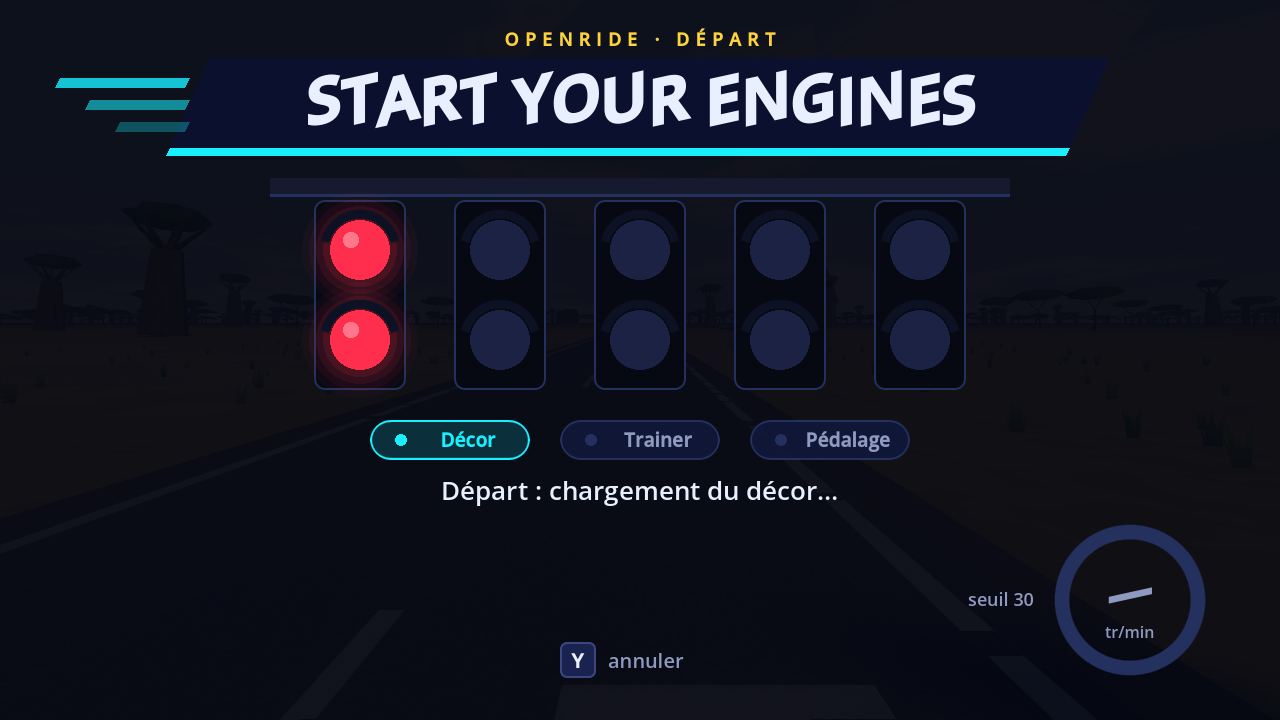 OPENRIDE · DÉPART
START YOUR ENGINES
Décor
Trainer
Pédalage
Départ : chargement du décor...
seuil 30
—
tr/min
Y annuler